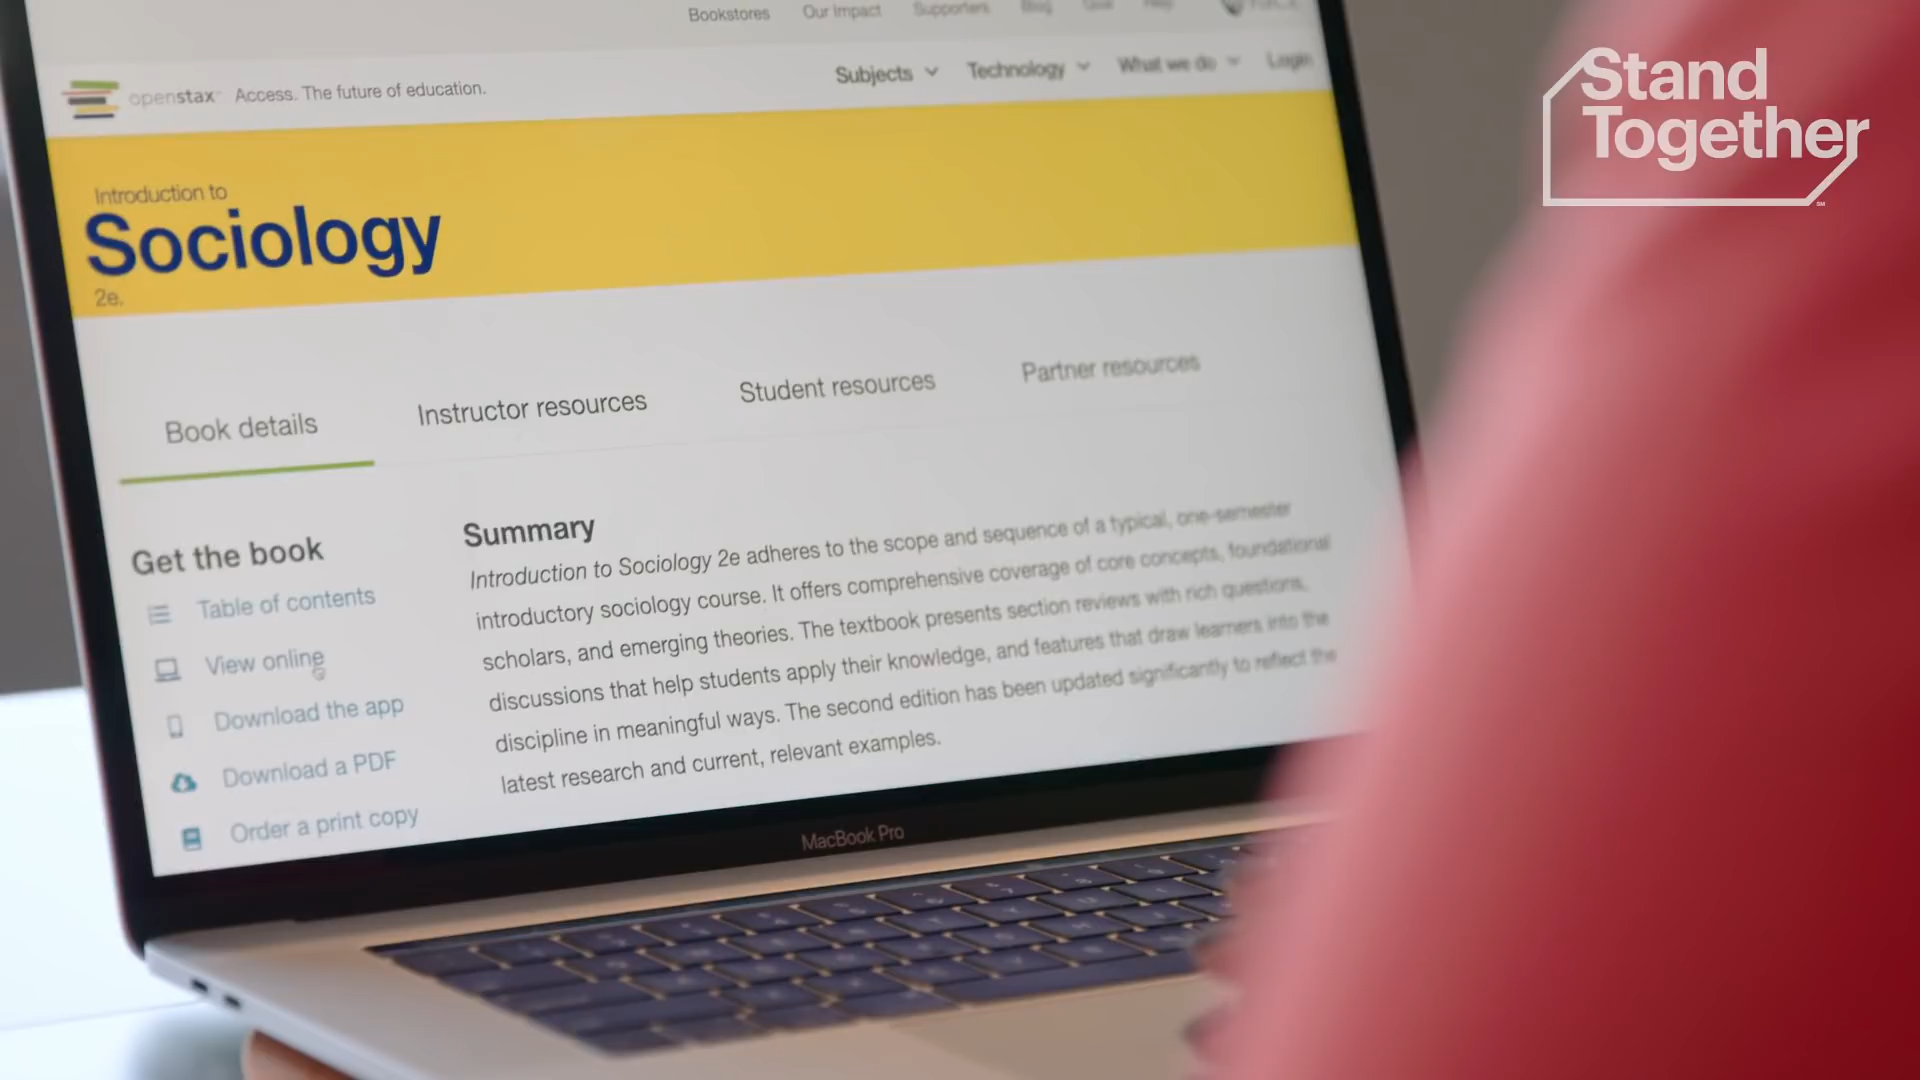 Bookstores Our Impact Supporters Blog Give Help
openstax Access. The future of education.
Subjects Technology What we do Login
Stand
Together
Introduction to
Sociology
2e.
Book details Instructor resources Student resources Partner resources
Get the book
Table of contents
View online
Download the app
Download a PDF
Order a print copy
Summary
Introduction to Sociology 2e adheres to the scope and sequence of a typical, one-semester
introductory sociology course. It offers comprehensive coverage of core concepts, foundational
scholars, and emerging theories. The textbook presents section reviews with rich questions,
discussions that help students apply their knowledge, and features that draw learners into the
discipline in meaningful ways. The second edition has been updated significantly to reflect the
latest research and current, relevant examples.
MacBook Pro